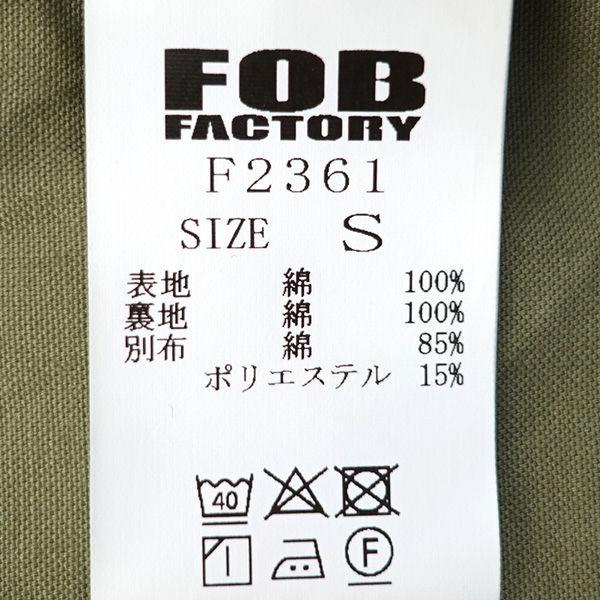 FOB
FACTORY
F2361
SIZE S
表地 綿 100%
裏地 綿 100%
別布 綿 85%
ポリエステル 15%
40
F